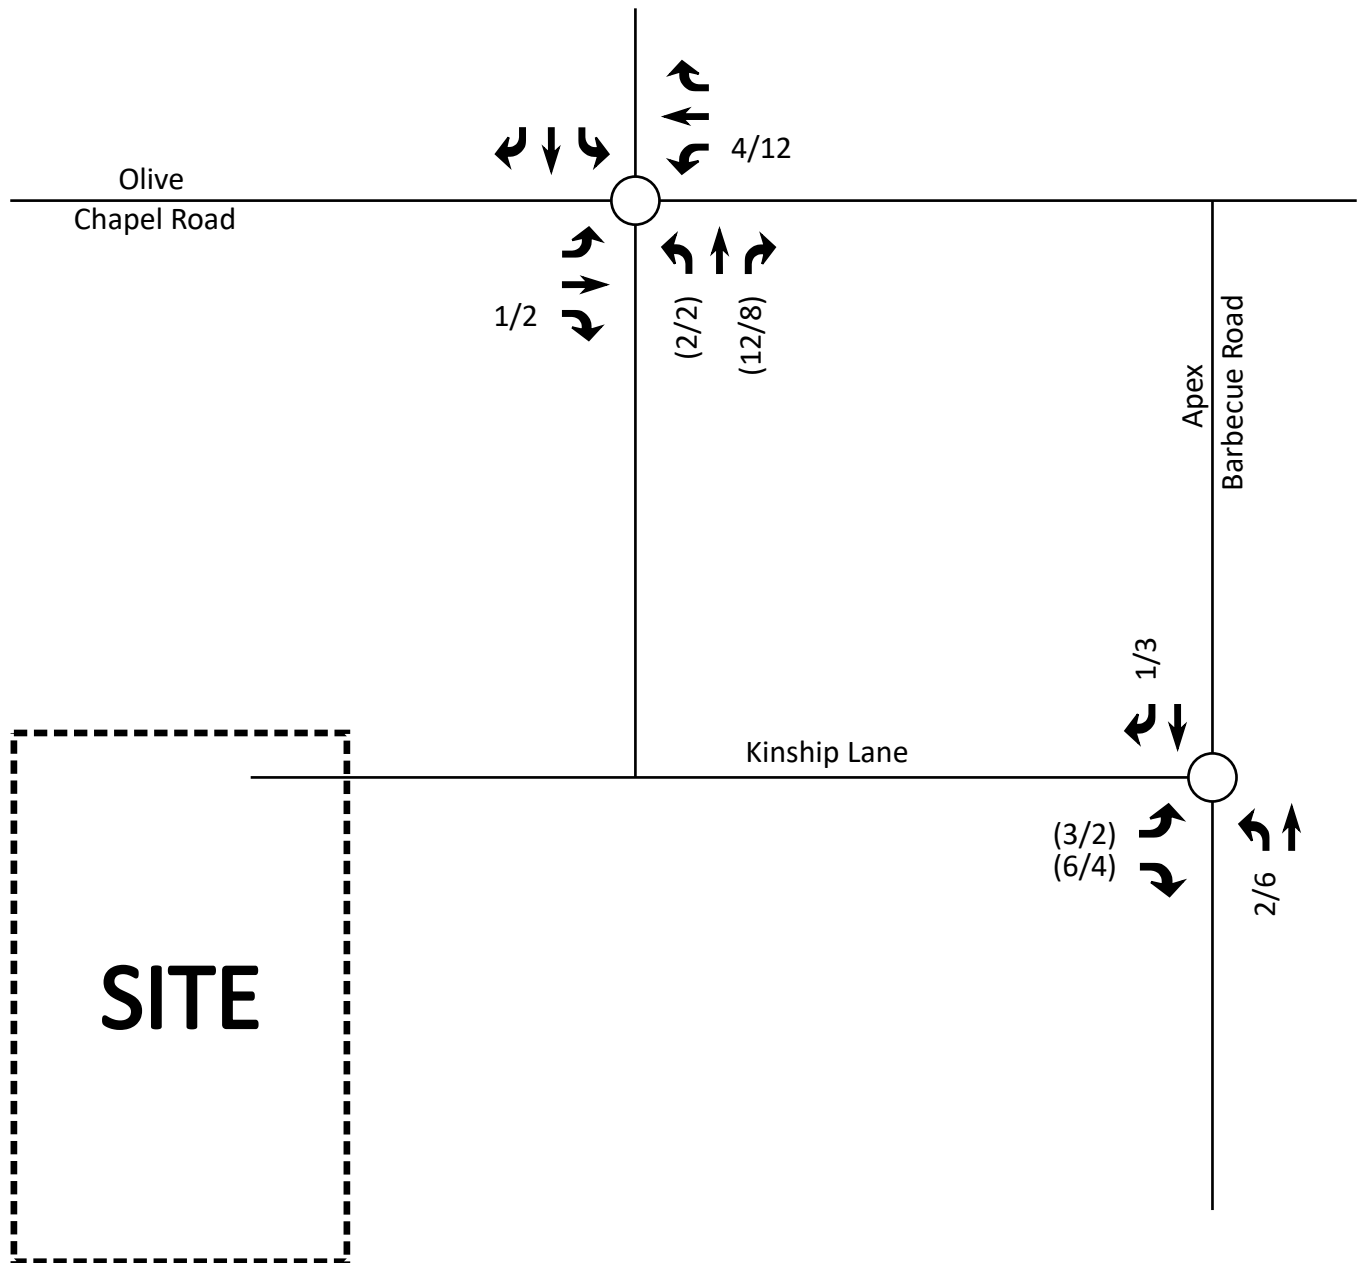 4/12
Olive
Chapel Road
1/2
(2/2)
(12/8)
Apex
Barbecue Road
1/3
Kinship Lane
(3/2)
(6/4)
2/6
SITE